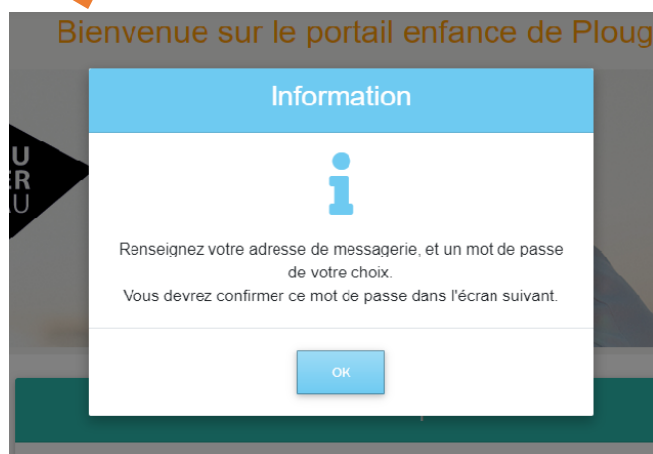 Bienvenue sur le portail enfance de Ploug
Information
U
ER
AU
Renseignez votre adresse de messagerie, et un mot de passe
de votre choix.
Vous devrez confirmer ce mot de passe dans l'écran suivant.
OK